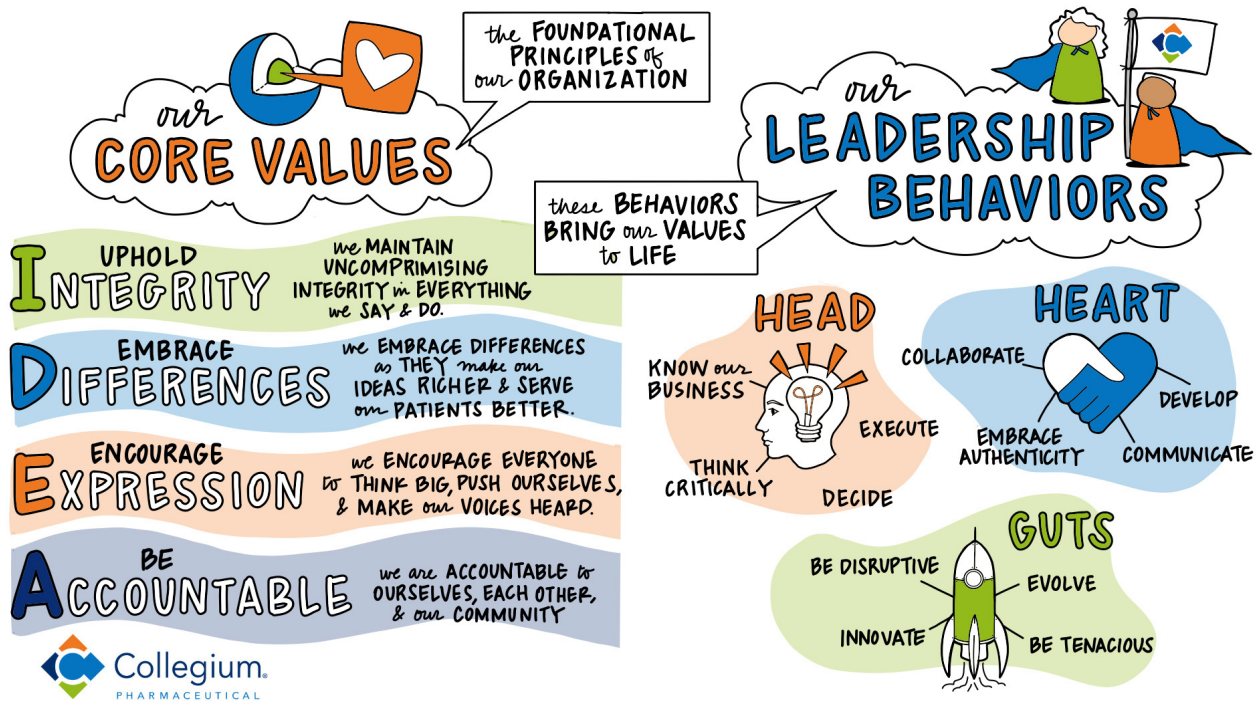 our
CORE VALUES
the FOUNDATIONAL
PRINCIPLES of
our ORGANIZATION
UPHOLD
INTEGRITY
we MAINTAIN
UNCOMPRIMISING
INTEGRITY in EVERYTHING
we SAY & DO.
EMBRACE
DIFFERENCES
we EMBRACE DIFFERENCES
as THEY make our
IDEAS RICHER & SERVE
our PATIENTS BETTER.
ENCOURAGE
EXPRESSION
we ENCOURAGE EVERYONE
to THINK BIG, PUSH OURSELVES,
& MAKE our VOICES HEARD.
BE
ACCOUNTABLE
we are ACCOUNTABLE to
OURSELVES, EACH OTHER,
& our COMMUNITY
Collegium®
PHARMACEUTICAL
our
LEADERSHIP
BEHAVIORS
these BEHAVIORS
BRING our VALUES
to LIFE
HEAD
KNOW our
BUSINESS
EXECUTE
THINK
CRITICALLY
DECIDE
HEART
COLLABORATE
DEVELOP
EMBRACE
AUTHENTICITY
COMMUNICATE
GUTS
BE DISRUPTIVE
EVOLVE
INNOVATE
BE TENACIOUS